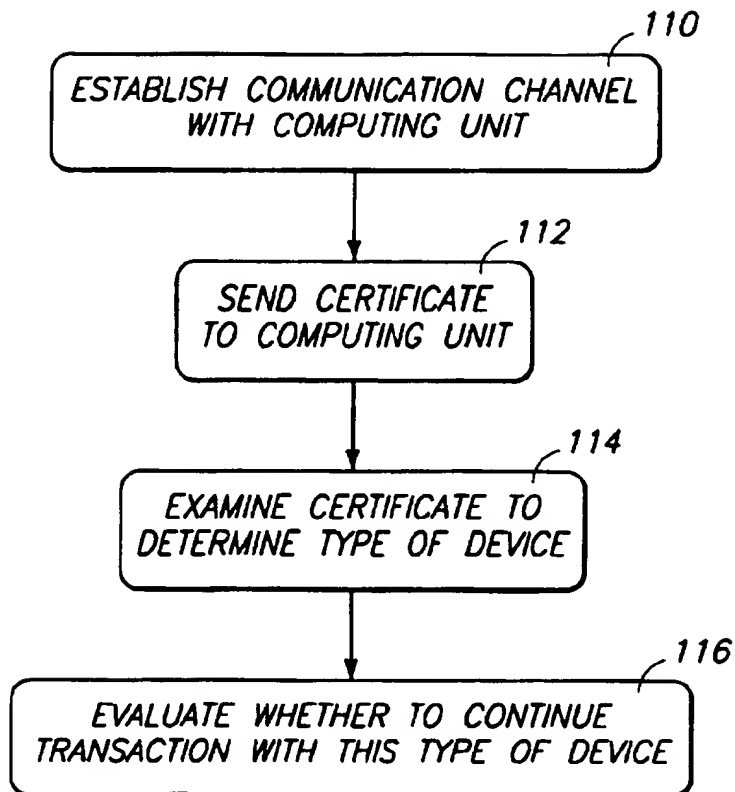 110
ESTABLISH COMMUNICATION CHANNEL
WITH COMPUTING UNIT
112
SEND CERTIFICATE
TO COMPUTING UNIT
114
EXAMINE CERTIFICATE TO
DETERMINE TYPE OF DEVICE
116
EVALUATE WHETHER TO CONTINUE
TRANSACTION WITH THIS TYPE OF DEVICE